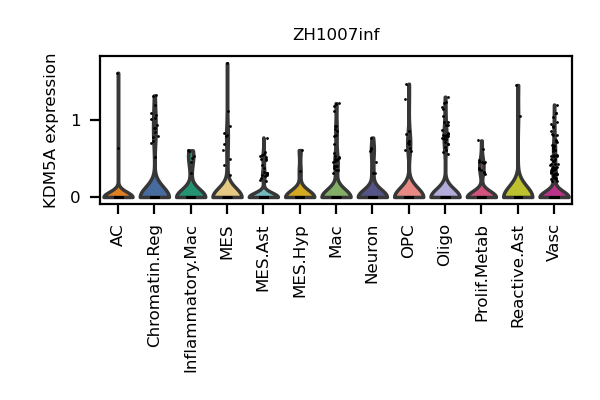 ZH1007inf
KDM5A expression
1
0
AC
Chromatin.Reg
Inflammatory.Mac
MES
MES.Ast
MES.Hyp
Mac
Neuron
OPC
Oligo
Prolif.Metab
Reactive.Ast
Vasc